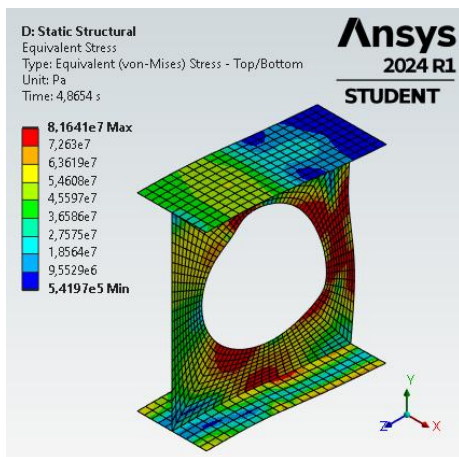 D: Static Structural
Equivalent Stress
Type: Equivalent (von-Mises) Stress - Top/Bottom
Unit: Pa
Time: 4,8654 s
Ansys
2024 R1
STUDENT
8,1641e7 Max
7,263e7
6,3619e7
5,4608e7
4,5597e7
3,6586e7
2,7575e7
1,8564e7
9,5529e6
5,4197e5 Min
Y
Z
X